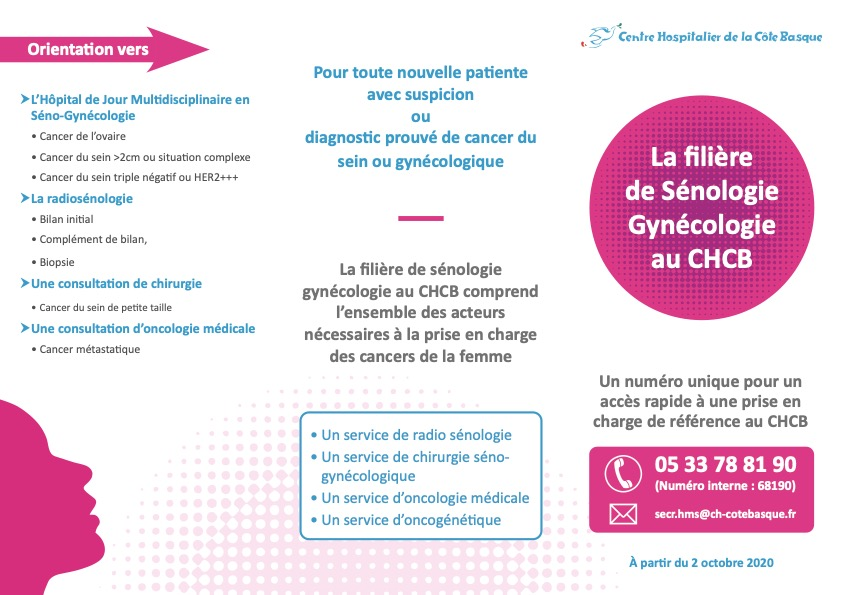 Orientation vers
➤L'Hôpital de Jour Multidisciplinaire en
Séno-Gynécologie
• Cancer de l'ovaire
• Cancer du sein >2cm ou situation complexe
• Cancer du sein triple négatif ou HER2+++
➤La radiosénologie
• Bilan initial
• Complément de bilan,
• Biopsie
➤Une consultation de chirurgie
• Cancer du sein de petite taille
➤Une consultation d'oncologie médicale
• Cancer métastatique
Pour toute nouvelle patiente
avec suspicion
ou
diagnostic prouvé de cancer du
sein ou gynécologique
La filière de sénologie
gynécologie au CHCB comprend
l'ensemble des acteurs
nécessaires à la prise en charge
des cancers de la femme
• Un service de radio sénologie
• Un service de chirurgie séno-
gynécologique
• Un service d'oncologie médicale
• Un service d'oncogénétique
Centre Hospitalier de la Côte Basque
La filière
de Sénologie
Gynécologie
au CHCB
Un numéro unique pour un
accès rapide à une prise en
charge de référence au CHCB
05 33 78 81 90
(Numéro interne : 68190)
secr.hms@ch-cotebasque.fr
À partir du 2 octobre 2020